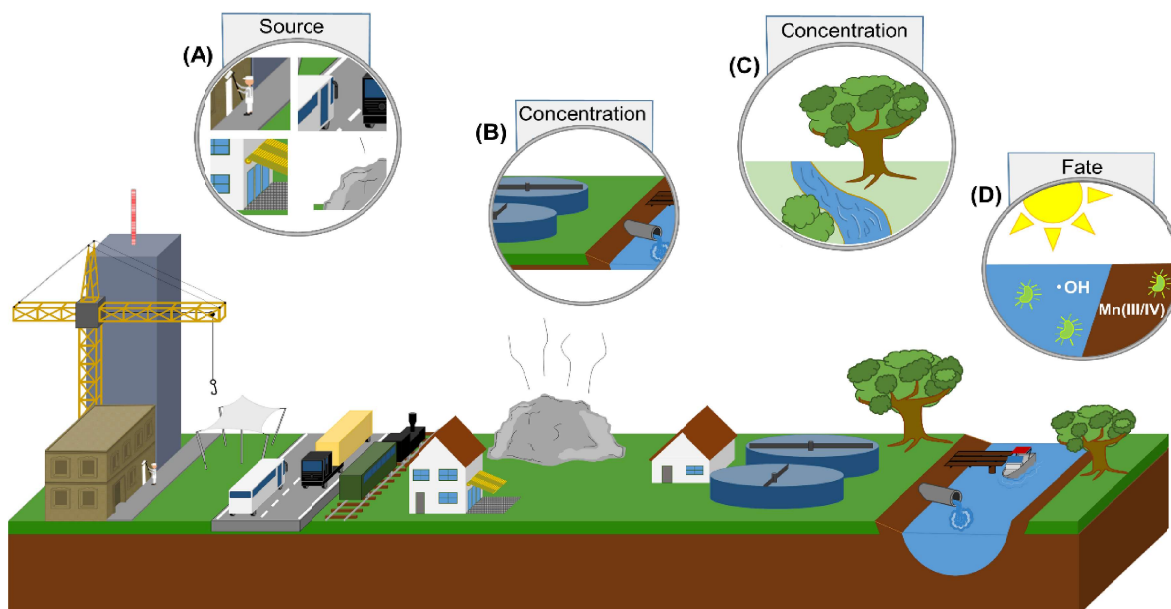 Source
(A)
Concentration
(B)
Concentration
(C)
Fate
(D)
•OH
Mn(III/IV)